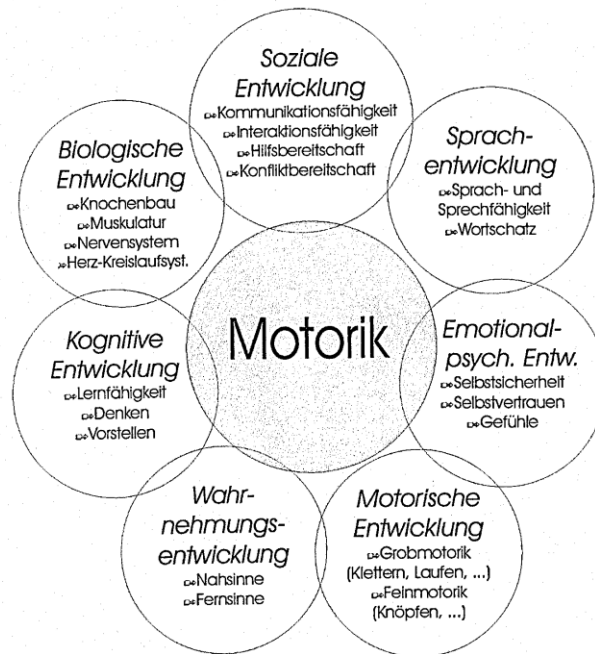 Soziale
Entwicklung
Kommunikationsfähigkeit
Interaktionsfähigkeit
Hilfsbereitschaft
Konfliktbereitschaft
Sprach-
entwicklung
Sprach- und
Sprechfähigkeit
Wortschatz
Emotional-
psych. Entw.
Selbstsicherheit
Selbstvertrauen
Gefühle
Motorische
Entwicklung
Grobmotorik
(Klettern, Laufen, ...)
Feinmotorik
(Knöpfen, ...)
Wahr-
nehmungs-
entwicklung
Nahsinne
Fernsinne
Kognitive
Entwicklung
Lernfähigkeit
Denken
Vorstellen
Biologische
Entwicklung
Knochenbau
Muskulatur
Nervensystem
Herz-Kreislaufsyst.
Motorik